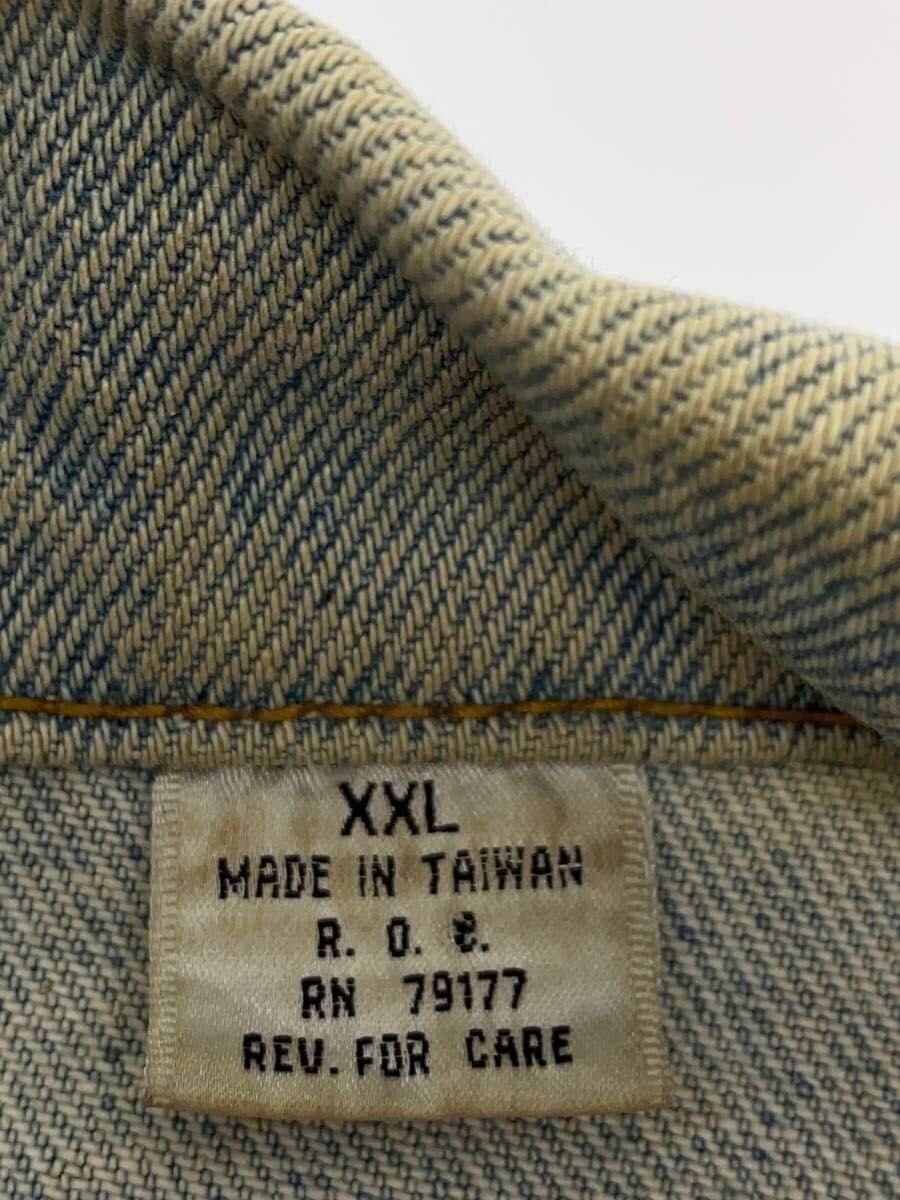 XXL
MADE IN TAIWAN
R. O. C.
RN 79177
REV. FOR CARE